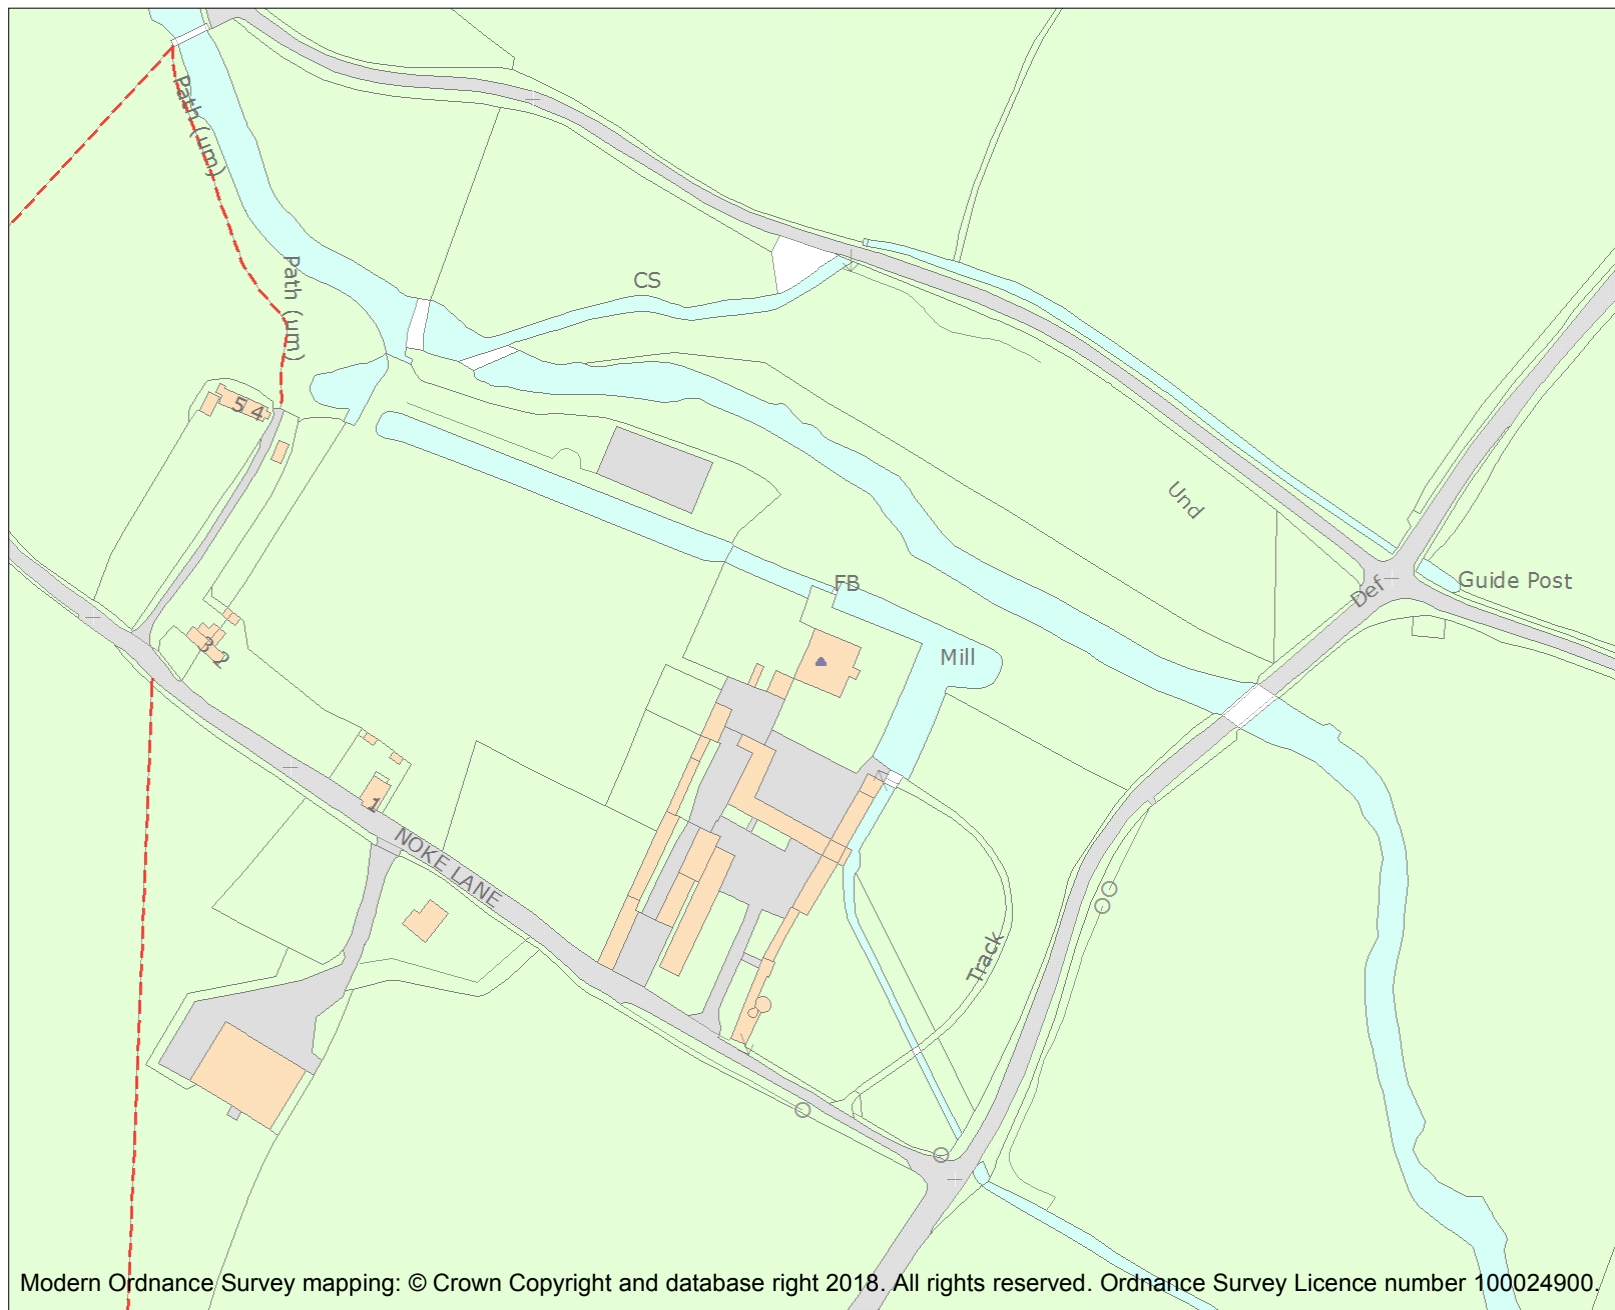 Path (um)
Path (um)
CS
5 4
Und
FB
Guide Post
Def
3 2
Mill
1
NOKE LANE
Track
Modern Ordnance Survey mapping: © Crown Copyright and database right 2018. All rights reserved. Ordnance Survey Licence number 100024900.